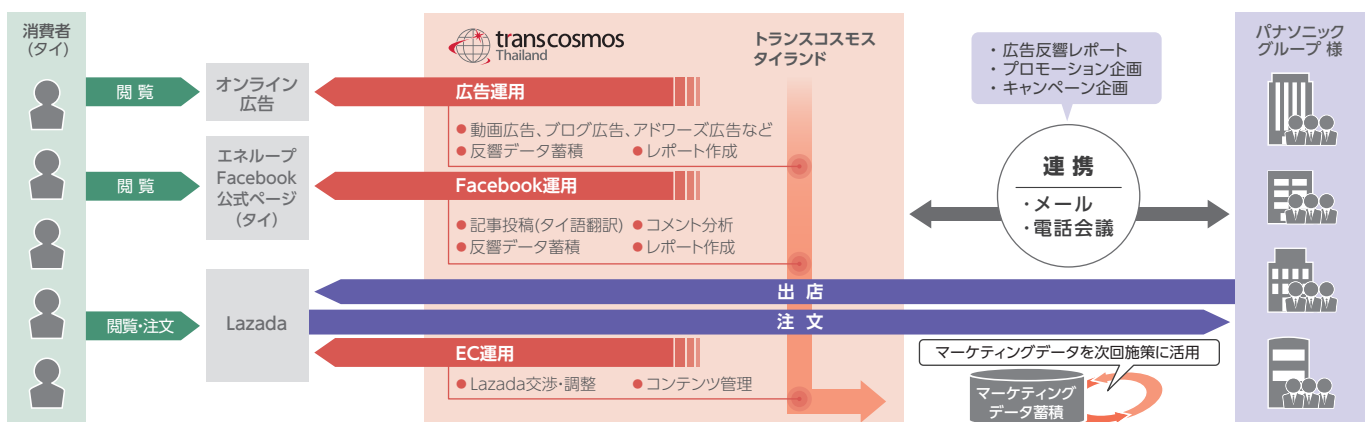 消費者
(タイ)
閲覧
閲覧
閲覧・注文
オンライン
広告
エネループ
Facebook
公式ページ
(タイ)
Lazada
transcosmos
Thailand
トランスコスモス
タイランド
広告運用
●動画広告、ブログ広告、アドワーズ広告など
●反響データ蓄積 ●レポート作成
Facebook運用
●記事投稿(タイ語翻訳) ●コメント分析
●反響データ蓄積 ●レポート作成
出店
注文
EC運用
●Lazada交渉・調整 ●コンテンツ管理
・広告反響レポート
・プロモーション企画
・キャンペーン企画
連携
・メール
・電話会議
マーケティングデータを次回施策に活用
マーケティング
データ蓄積
パナソニック
グループ 様